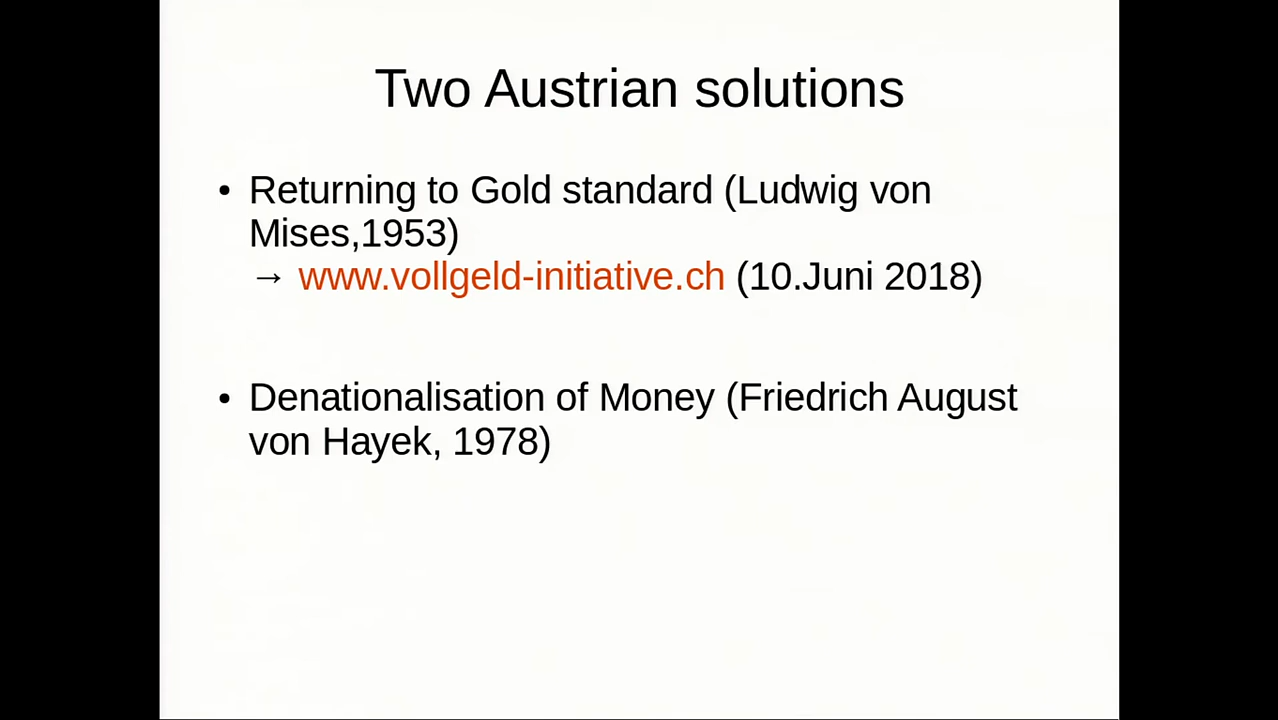 Two Austrian solutions
• Returning to Gold standard (Ludwig von
Mises,1953)
→ www.vollgeld-initiative.ch (10.Juni 2018)
• Denationalisation of Money (Friedrich August
von Hayek, 1978)